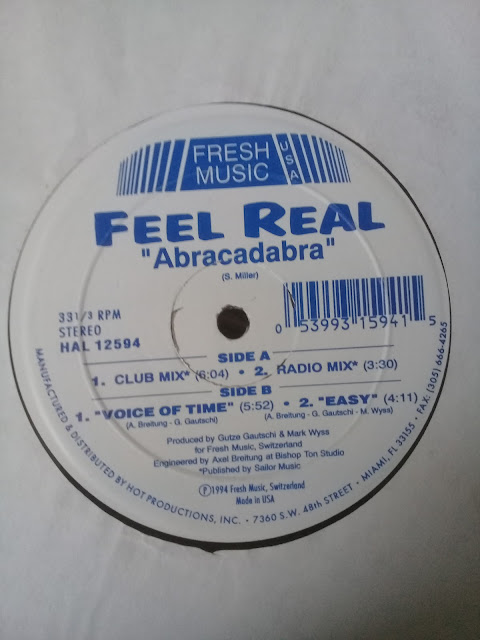 FRESH MUSIC USA
FEEL REAL
"Abracadabra"
(S. Miller)
33 1/3 RPM
STEREO
HAL 12594
0 53993 15941 5
SIDE A
1. CLUB MIX* (6:04) • 2. RADIO MIX* (3:30)
SIDE B
1. "VOICE OF TIME" (5:52) • 2. "EASY" (4:11)
(A. Breitung - G. Gautschi) (A. Breitung - G. Gautschi - M. Wyss)
Produced by Gutze Gautschi & Mark Wyss
for Fresh Music, Switzerland
Engineered by Axel Breitung at Bishop Ton Studio
*Published by Sailor Music
Ⓟ1994 Fresh Music, Switzerland
Made in USA
MANUFACTURED & DISTRIBUTED BY HOT PRODUCTIONS, INC. • 7360 S.W. 48th STREET • MIAMI, FL 33155 • FAX: (305) 666-4265